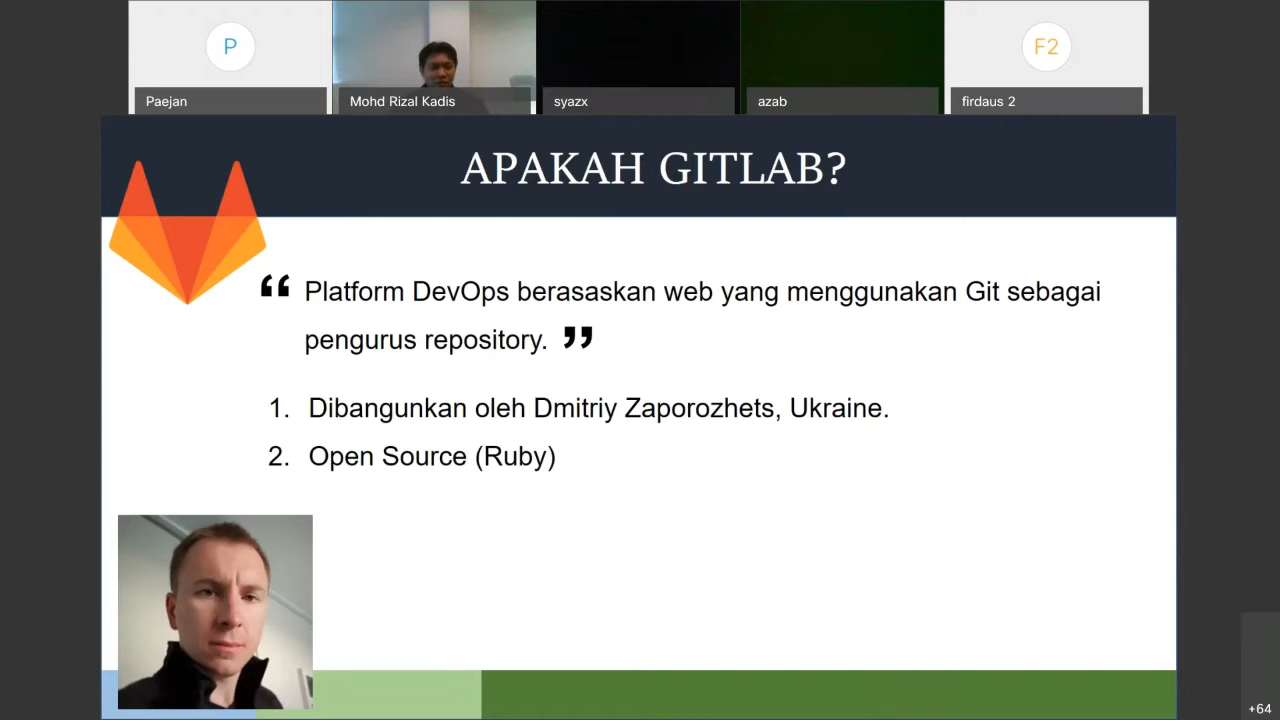 P
Paejan
Mohd Rizal Kadis
syazx
azab
F2
firdaus 2
APAKAH GITLAB?
“ Platform DevOps berasaskan web yang menggunakan Git sebagai
pengurus repository. ”
1. Dibangunkan oleh Dmitriy Zaporozhets, Ukraine.
2. Open Source (Ruby)
+64